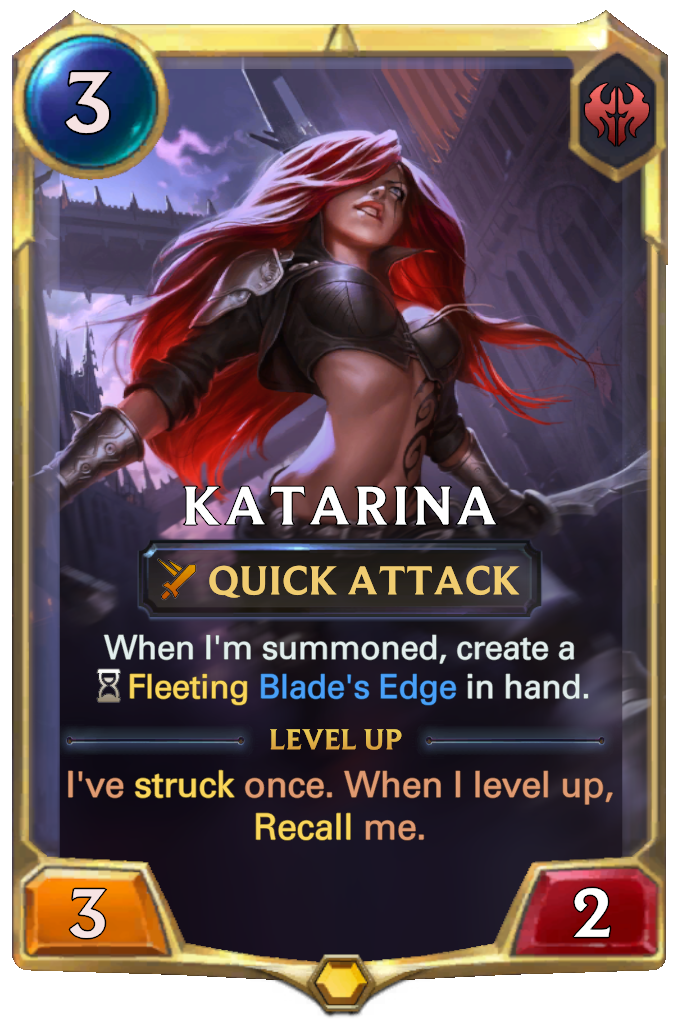 3
KATARINA
QUICK ATTACK
When I'm summoned, create a
Fleeting Blade's Edge in hand.
LEVEL UP
I've struck once. When I level up,
Recall me.
3
2